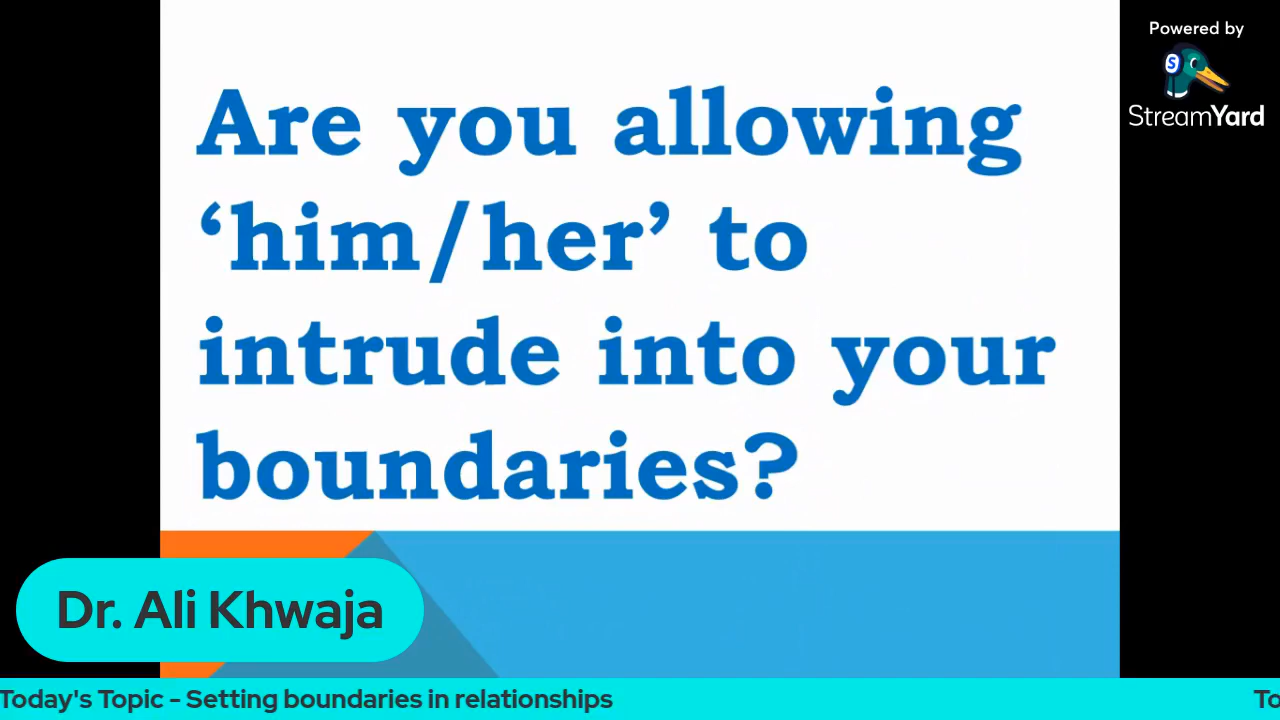 Powered by
StreamYard
Are you allowing
‘him/her’ to
intrude into your
boundaries?
Dr. Ali Khwaja
Today's Topic - Setting boundaries in relationships
To